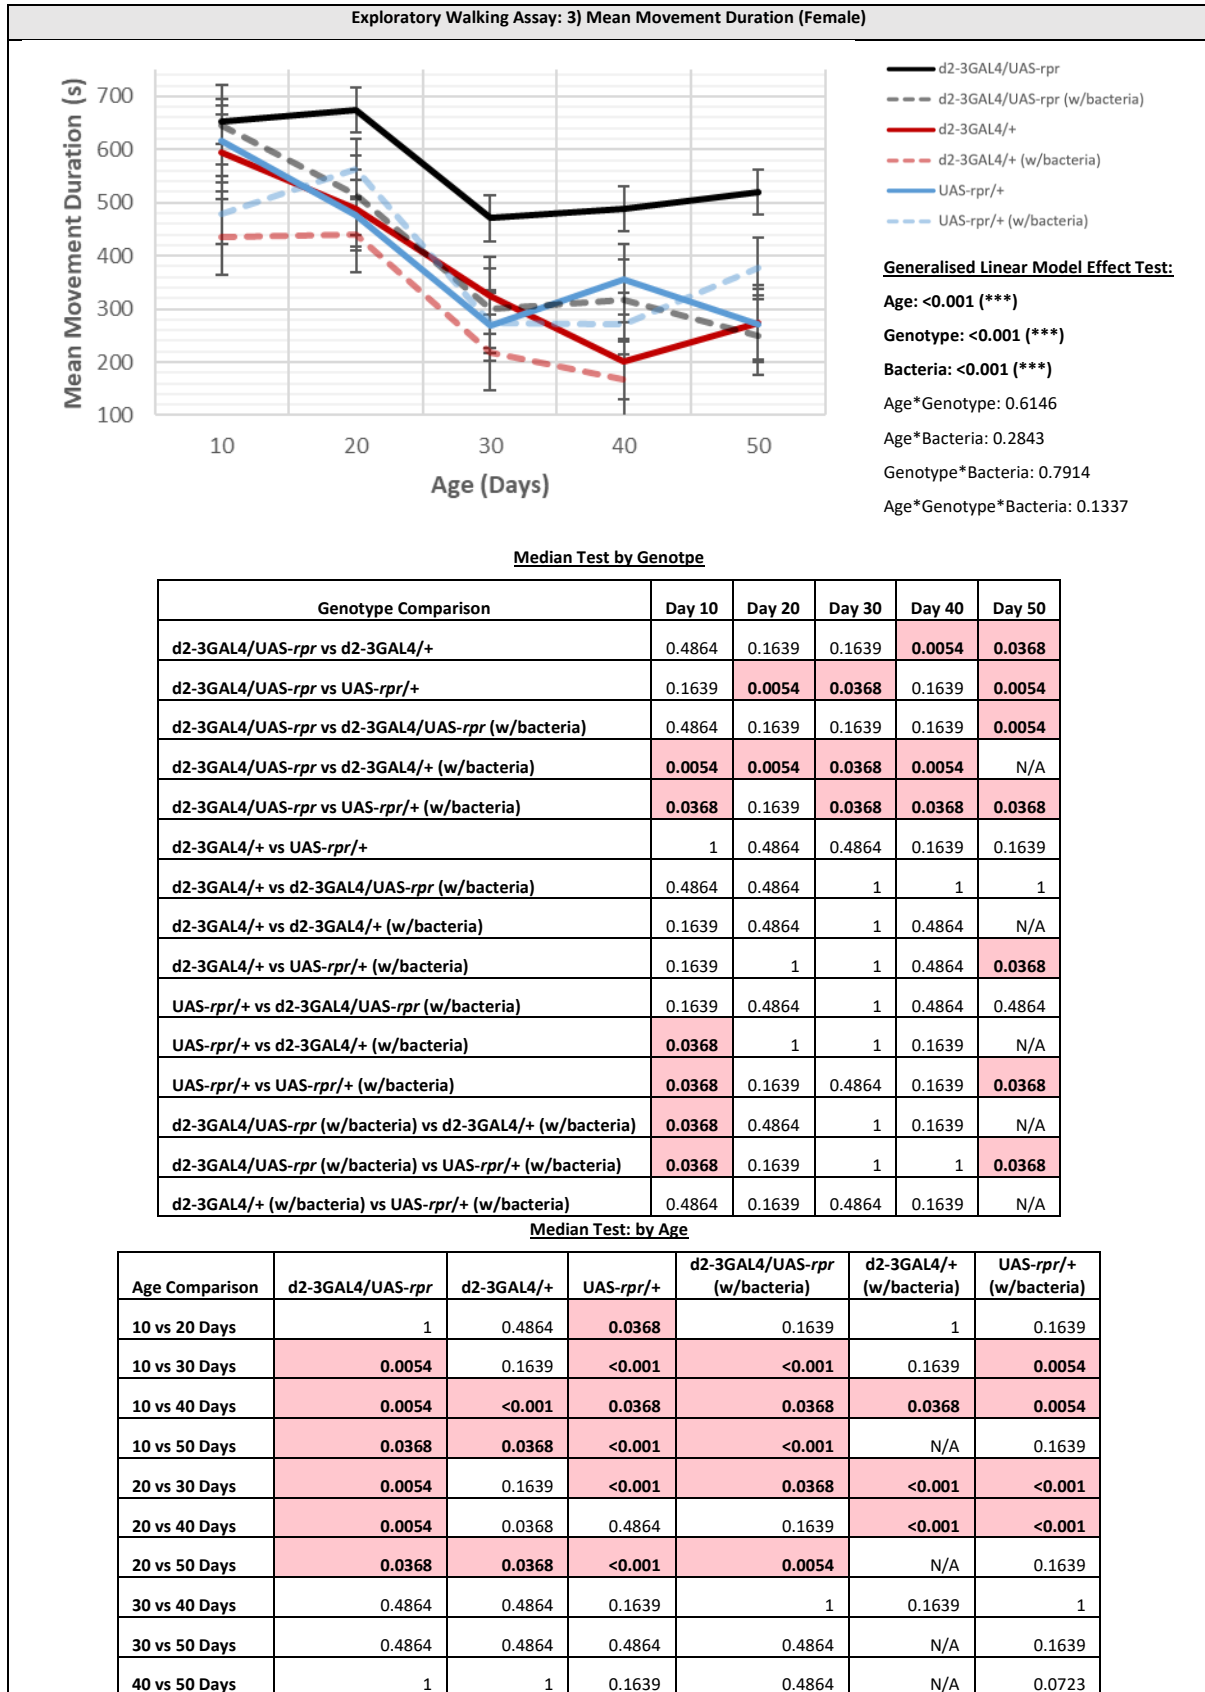 Exploratory Walking Assay: 3) Mean Movement Duration (Female)
Mean Movement Duration (s)
700
600
500
400
300
200
100
10 20 30 40 50
Age (Days)
d2-3GAL4/UAS-rpr
d2-3GAL4/UAS-rpr (w/bacteria)
d2-3GAL4/+
d2-3GAL4/+ (w/bacteria)
UAS-rpr/+
UAS-rpr/+ (w/bacteria)
Generalised Linear Model Effect Test:
Age: <0.001 (***)
Genotype: <0.001 (***)
Bacteria: <0.001 (***)
Age*Genotype: 0.6146
Age*Bacteria: 0.2843
Genotype*Bacteria: 0.7914
Age*Genotype*Bacteria: 0.1337
Median Test by Genotpe
Genotype Comparison Day 10 Day 20 Day 30 Day 40 Day 50
d2-3GAL4/UAS-rpr vs d2-3GAL4/+ 0.4864 0.1639 0.1639 0.0054 0.0368
d2-3GAL4/UAS-rpr vs UAS-rpr/+ 0.1639 0.0054 0.0368 0.1639 0.0054
d2-3GAL4/UAS-rpr vs d2-3GAL4/UAS-rpr (w/bacteria) 0.4864 0.1639 0.1639 0.1639 0.0054
d2-3GAL4/UAS-rpr vs d2-3GAL4/+ (w/bacteria) 0.0054 0.0054 0.0368 0.0054 N/A
d2-3GAL4/UAS-rpr vs UAS-rpr/+ (w/bacteria) 0.0368 0.1639 0.0368 0.0368 0.0368
d2-3GAL4/+ vs UAS-rpr/+ 1 0.4864 0.4864 0.1639 0.1639
d2-3GAL4/+ vs d2-3GAL4/UAS-rpr (w/bacteria) 0.4864 0.4864 1 1 1
d2-3GAL4/+ vs d2-3GAL4/+ (w/bacteria) 0.1639 0.4864 1 0.4864 N/A
d2-3GAL4/+ vs UAS-rpr/+ (w/bacteria) 0.1639 1 1 0.4864 0.0368
UAS-rpr/+ vs d2-3GAL4/UAS-rpr (w/bacteria) 0.1639 0.4864 1 0.4864 0.4864
UAS-rpr/+ vs d2-3GAL4/+ (w/bacteria) 0.0368 1 1 0.1639 N/A
UAS-rpr/+ vs UAS-rpr/+ (w/bacteria) 0.0368 0.1639 0.4864 0.1639 0.0368
d2-3GAL4/UAS-rpr (w/bacteria) vs d2-3GAL4/+ (w/bacteria) 0.0368 0.4864 1 0.1639 N/A
d2-3GAL4/UAS-rpr (w/bacteria) vs UAS-rpr/+ (w/bacteria) 0.0368 0.1639 1 1 0.0368
d2-3GAL4/+ (w/bacteria) vs UAS-rpr/+ (w/bacteria) 0.4864 0.1639 0.4864 0.1639 N/A
Median Test: by Age
Age Comparison d2-3GAL4/UAS-rpr d2-3GAL4/+ UAS-rpr/+ d2-3GAL4/UAS-rpr (w/bacteria) d2-3GAL4/+ (w/bacteria) UAS-rpr/+ (w/bacteria)
10 vs 20 Days 1 0.4864 0.0368 0.1639 1 0.1639
10 vs 30 Days 0.0054 0.1639 <0.001 <0.001 0.1639 0.0054
10 vs 40 Days 0.0054 <0.001 0.0368 0.0368 0.0368 0.0054
10 vs 50 Days 0.0368 0.0368 <0.001 <0.001 N/A 0.1639
20 vs 30 Days 0.0054 0.1639 <0.001 0.0368 <0.001 <0.001
20 vs 40 Days 0.0054 0.0368 0.4864 0.1639 <0.001 <0.001
20 vs 50 Days 0.0368 0.0368 <0.001 0.0054 N/A 0.1639
30 vs 40 Days 0.4864 0.4864 0.1639 1 0.1639 1
30 vs 50 Days 0.4864 0.4864 0.4864 0.4864 N/A 0.1639
40 vs 50 Days 1 1 0.1639 0.4864 N/A 0.0723